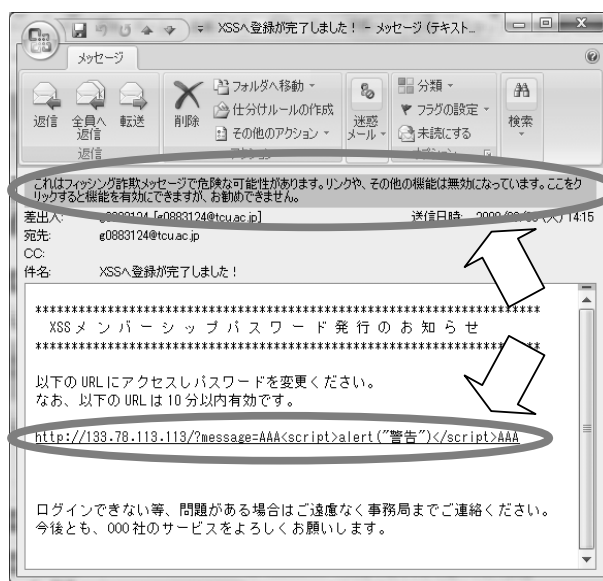 XSSへ登録が完了しました! - メッセージ (テキスト_
メッセージ
返信
全員へ
返信
転送
削除
フォルダへ移動
仕分けルールの作成
その他のアクション
迷惑
メール
分類
フラグの設定
未読にする
検索
返信
これはフィッシング詐欺メッセージで危険な可能性があります。リンクや、その他の機能は無効になっています。ここをク
リックすると機能を有効にできますが、お勧めできません。
差出人: g0883124 [g0883124@tcu.ac.jp]
送信日時: 14:15
宛先: g0883124@tcu.ac.jp
CC:
件名: XSSへ登録が完了しました!
**********************************************************************
XSSメンバーシップパスワード発行のお知らせ
**********************************************************************
以下のURLにアクセスしパスワードを変更ください。
なお、以下のURLは10分以内有効です。
http://133.78.113.113/?message=AAA<script>alert("警告")</script>AAA
ログインできない等、問題がある場合はご遠慮なく事務局までご連絡ください。
今後とも、OOO社のサービスをよろしくお願いします。